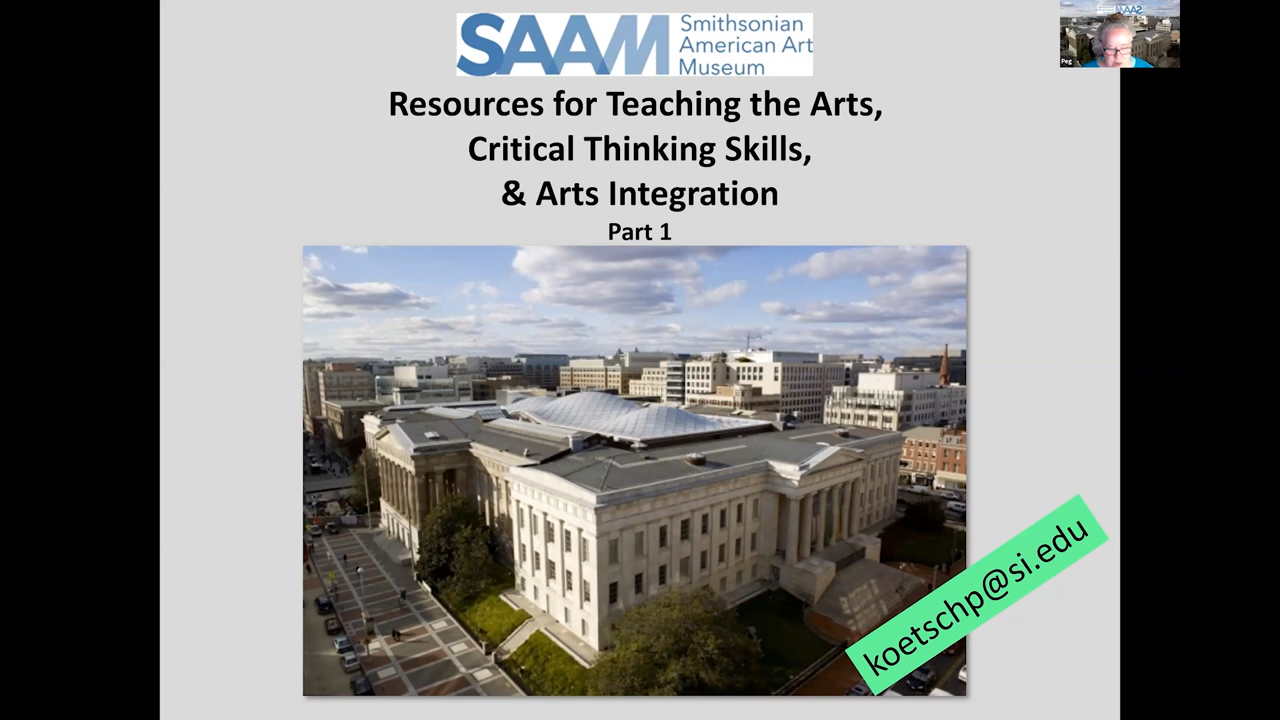 SAAM
Smithsonian
American Art
Museum
Resources for Teaching the Arts,
Critical Thinking Skills,
& Arts Integration
Part 1
koetschp@si.edu
Peg